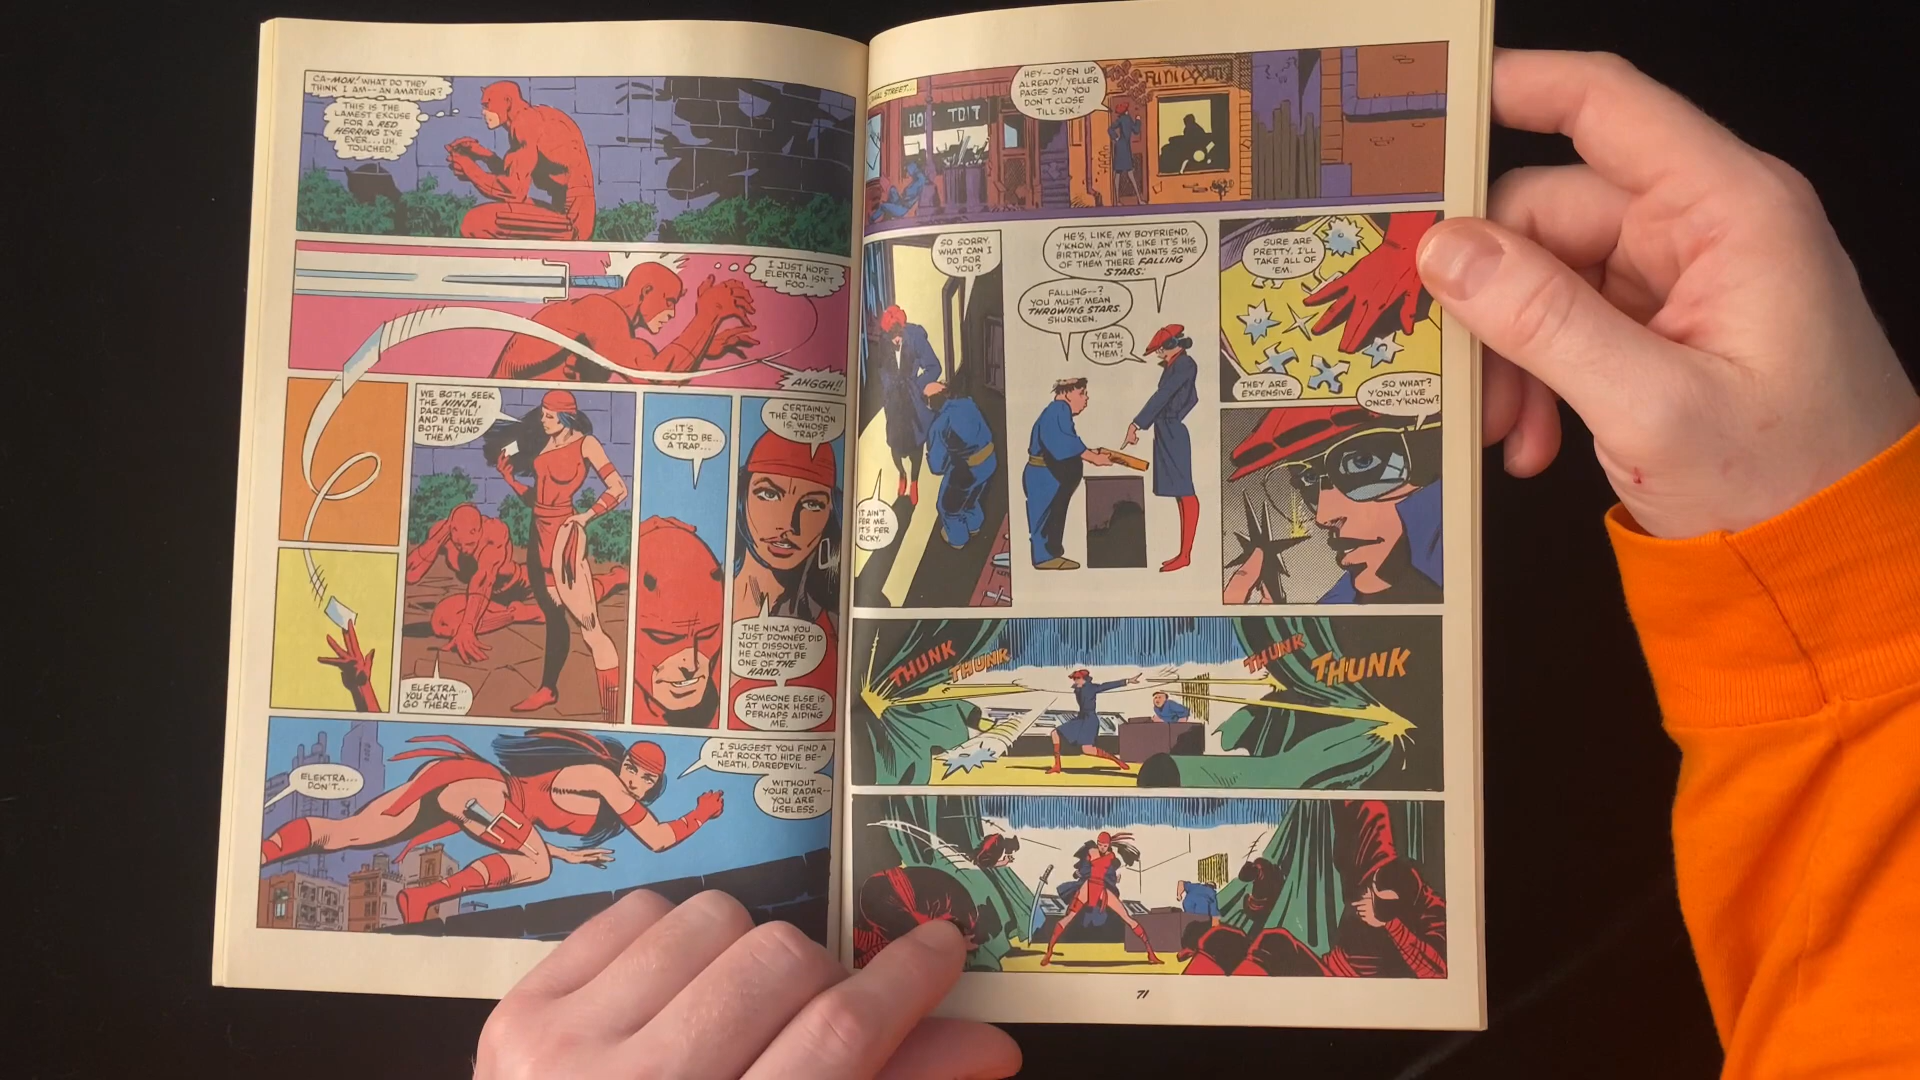 CA-MON! WHAT DO THEY
THINK I AM-- AN AMATEUR?
THIS IS THE
LAMEST EXCUSE
FOR A RED
HERRING I'VE
EVER... UH,
TOUCHED.
I JUST HOPE
ELEKTRA ISN'T
FOO--
ANGGH!!
WE BOTH SEEK
THE NINJA,
DAREDEVIL!
AND WE HAVE
BOTH FOUND
THEM!
ELEKTRA...
YOU CAN'T
GO THERE...
...IT'S
GOT TO BE...
A TRAP...
CERTAINLY.
THE QUESTION
IS, WHOSE
TRAP?
THE NINJA YOU
JUST DOWNED DID
NOT DISSOLVE.
HE CANNOT BE
ONE OF THE
HAND.
SOMEONE ELSE IS
AT WORK HERE.
PERHAPS AIDING
ME.
ELEKTRA...
DON'T...
I SUGGEST YOU FIND A
FLAT ROCK TO HIDE BE-
NEATH, DAREDEVIL.
WITHOUT
YOUR RADAR--
YOU ARE
USELESS.
STREET...
HEY-- OPEN UP,
ALREADY! YELLER
PAGES SAY YOU
DON'T CLOSE
TILL SIX!
SO SORRY.
WHAT CAN I
DO FOR
YOU?
IT AIN'T
FER ME.
IT'S FER
RICKY.
HE'S, LIKE, MY BOYFRIEND,
Y'KNOW. AN' IT'S, LIKE IT'S HIS
BIRTHDAY, AN HE WANTS SOME
OF THEM THERE FALLING
STARS.
FALLING--?
YOU MUST MEAN
THROWING STARS.
SHURIKEN.
YEAH.
THAT'S
THEM!
SURE ARE
PRETTY. I'LL
TAKE ALL OF
'EM.
THEY ARE
EXPENSIVE.
SO WHAT?
Y'ONLY LIVE
ONCE, Y'KNOW?
THUNK
THUNK
THUNK
THUNK
71